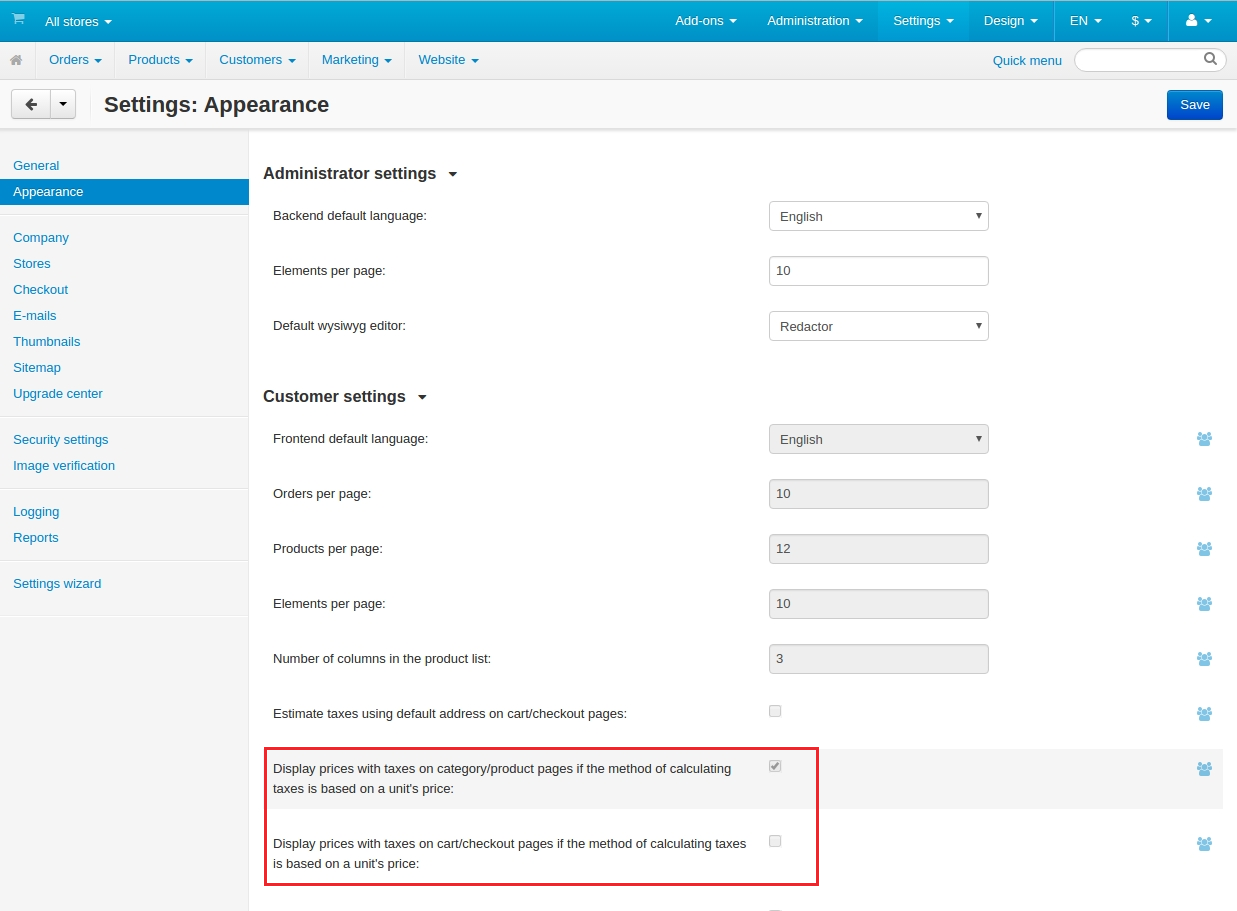 All stores Add-ons Administration Settings Design EN $
Orders Products Customers Marketing Website Quick menu
Settings: Appearance Save
General
Appearance
Company
Stores
Checkout
E-mails
Thumbnails
Sitemap
Upgrade center
Security settings
Image verification
Logging
Reports
Settings wizard
Administrator settings
Backend default language: English
Elements per page: 10
Default wysiwyg editor: Redactor
Customer settings
Frontend default language: English
Orders per page: 10
Products per page: 12
Elements per page: 10
Number of columns in the product list: 3
Estimate taxes using default address on cart/checkout pages:
Display prices with taxes on category/product pages if the method of calculating
taxes is based on a unit's price:
Display prices with taxes on cart/checkout pages if the method of calculating taxes
is based on a unit's price: